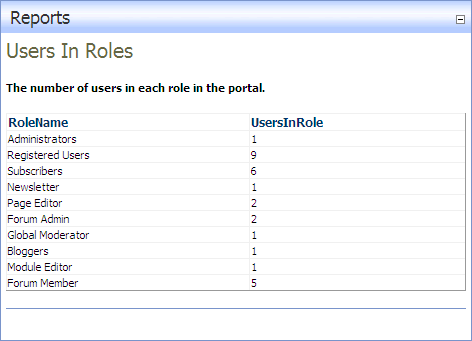 Reports
Users In Roles
The number of users in each role in the portal.
RoleName UsersInRole
Administrators 1
Registered Users 9
Subscribers 6
Newsletter 1
Page Editor 2
Forum Admin 2
Global Moderator 1
Bloggers 1
Module Editor 1
Forum Member 5